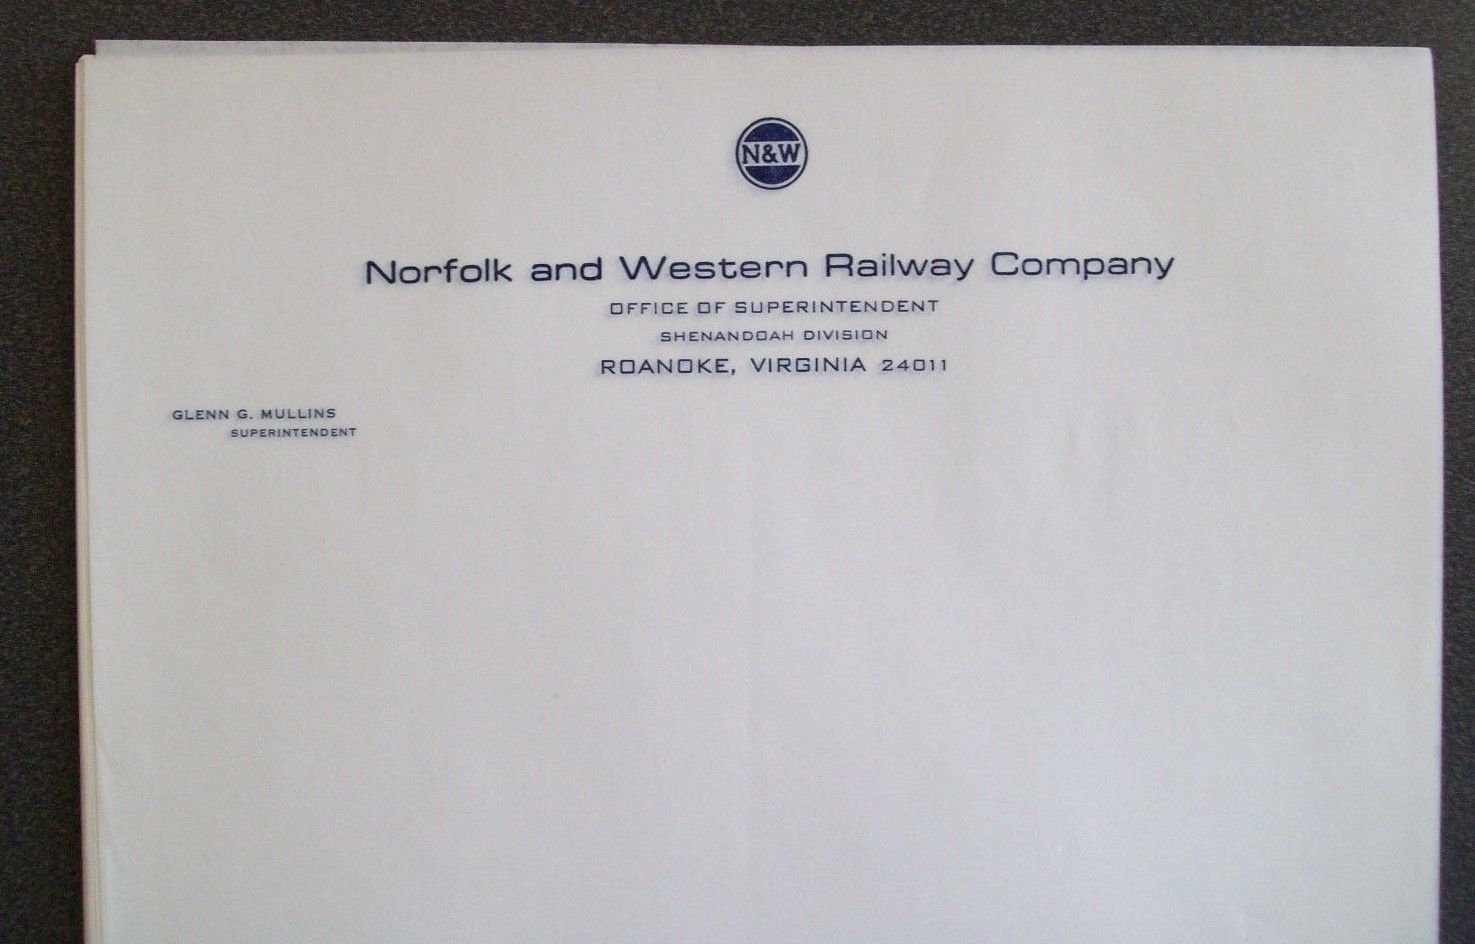 N&W
Norfolk and Western Railway Company
OFFICE OF SUPERINTENDENT
SHENANDOAH DIVISION
ROANOKE, VIRGINIA 24011
GLENN G. MULLINS
SUPERINTENDENT